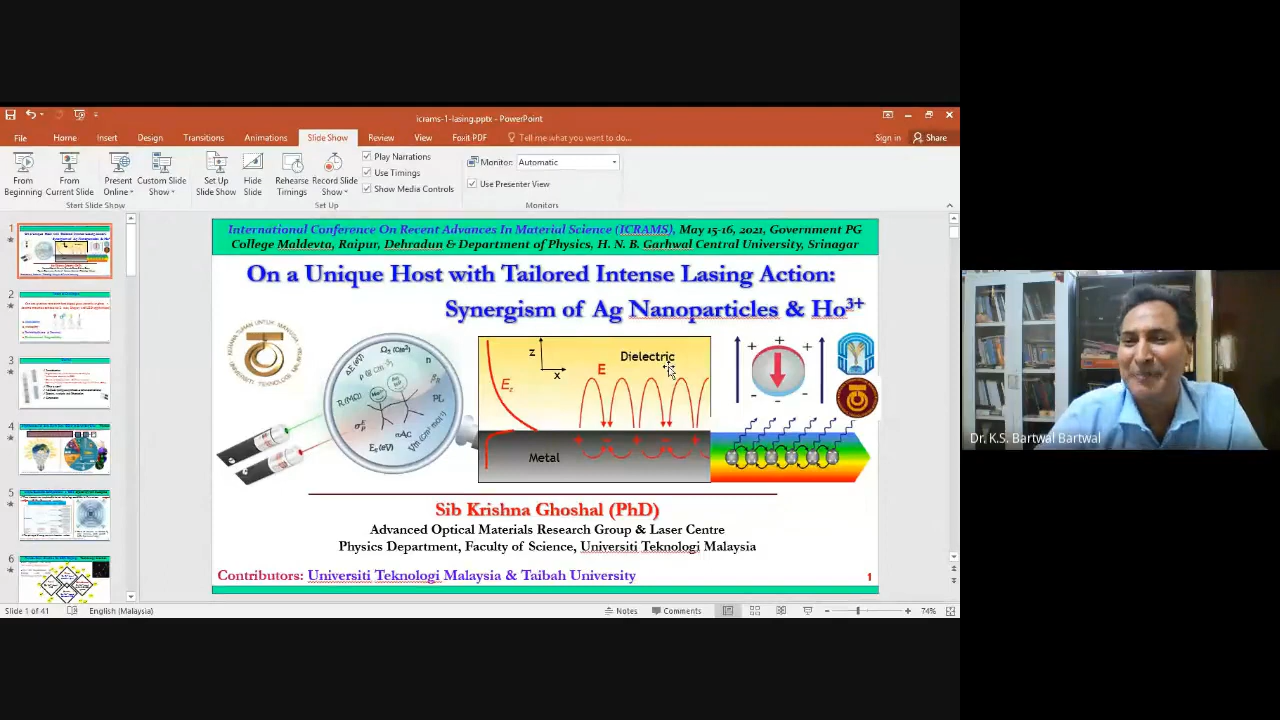 icrams-1-lasing.pptx - PowerPoint
File Home Insert Design Transitions Animations Slide Show Review View Foxit PDF Tell me what you want to do... Sign in Share
From Beginning
From Current Slide
Present Online
Custom Slide Show
Set Up Slide Show
Hide Slide
Rehearse Timings
Record Slide Show
Play Narrations
Use Timings
Show Media Controls
Monitor: Automatic
Use Presenter View
Start Slide Show Set Up Monitors
1
2
3
4
5
6
International Conference On Recent Advances In Material Science (ICRAMS), May 15-16, 2021, Government PG
College Maldevta, Raipur, Dehradun & Department of Physics, H. N. B. Garhwal Central University, Srinagar
On a Unique Host with Tailored Intense Lasing Action:
Synergism of Ag Nanoparticles & Ho³⁺
z
x
E
Dielectric
Metal
+ + +
- - -
Sib Krishna Ghoshal (PhD)
Advanced Optical Materials Research Group & Laser Centre
Physics Department, Faculty of Science, Universiti Teknologi Malaysia
Contributors: Universiti Teknologi Malaysia & Taibah University
1
Dr. K.S. Bartwal Bartwal
Slide 1 of 41 English (Malaysia) Notes Comments 74%